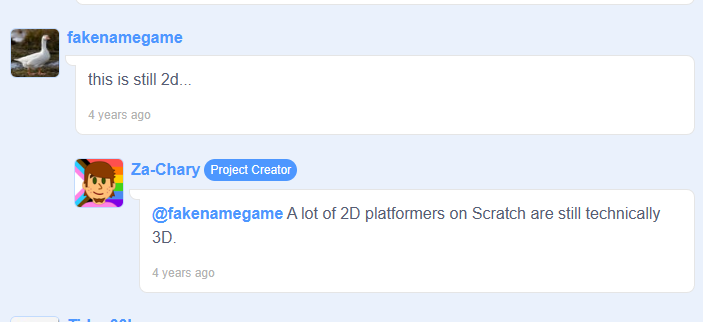 fakenamegame
this is still 2d...
4 years ago
Za-Chary Project Creator
@fakenamegame A lot of 2D platformers on Scratch are still technically
3D.
4 years ago